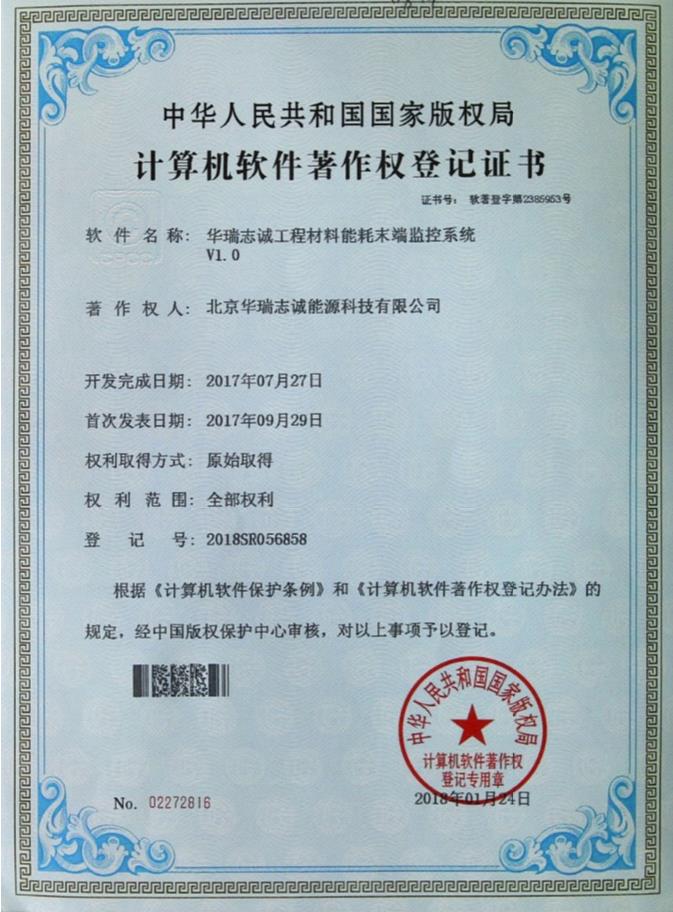 中华人民共和国国家版权局
计算机软件著作权登记证书
证书号： 软著登字第2385953号
软件名称： 华瑞志诚工程材料能耗末端监控系统
V1.0
著作权人： 北京华瑞志诚能源科技有限公司
开发完成日期： 2017年07月27日
首次发表日期： 2017年09月29日
权利取得方式： 原始取得
权利范围： 全部权利
登记号： 2018SR056858
根据《计算机软件保护条例》和《计算机软件著作权登记办法》的
规定，经中国版权保护中心审核，对以上事项予以登记。
中华人民共和国国家版权局
计算机软件著作权
登记专用章
No. 02272816
2018年01月24日